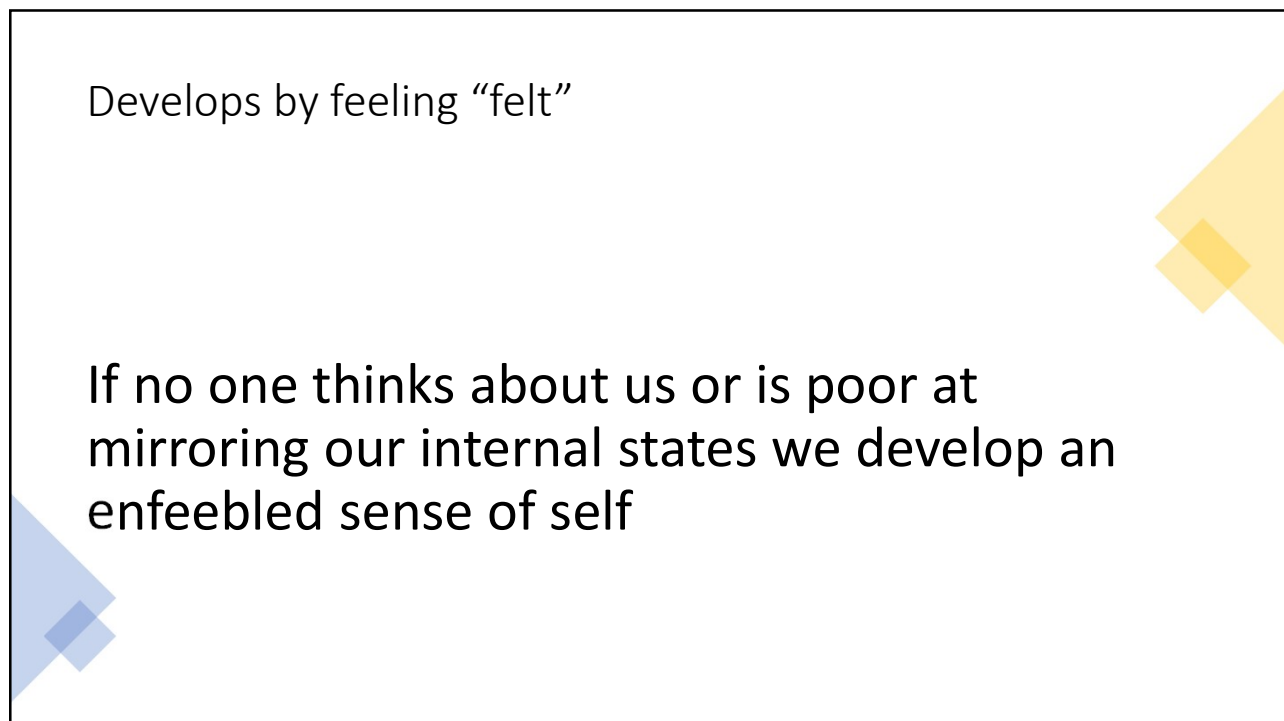 Develops by feeling “felt”
If no one thinks about us or is poor at
mirroring our internal states we develop an
enfeebled sense of self